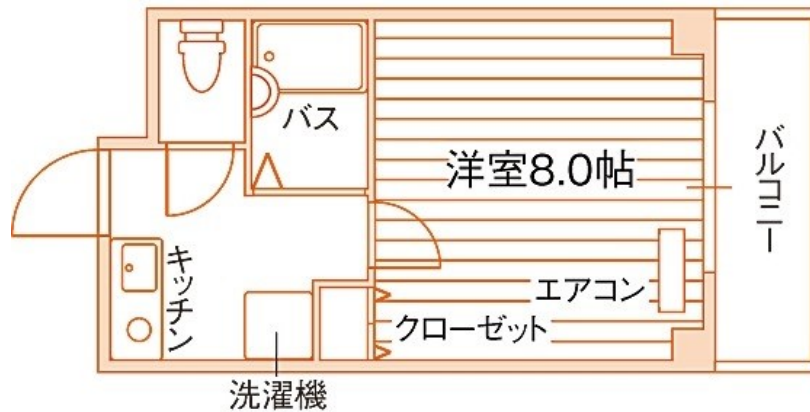 バス
洋室8.0帖
バルコニー
キッチン
エアコン
クローゼット
洗濯機